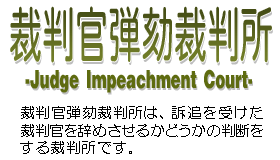 裁判官弾劾裁判所
-Judge Impeachment Court-
裁判官弾劾裁判所は、訴追を受けた
裁判官を辞めさせるかどうかの判断を
する裁判所です。